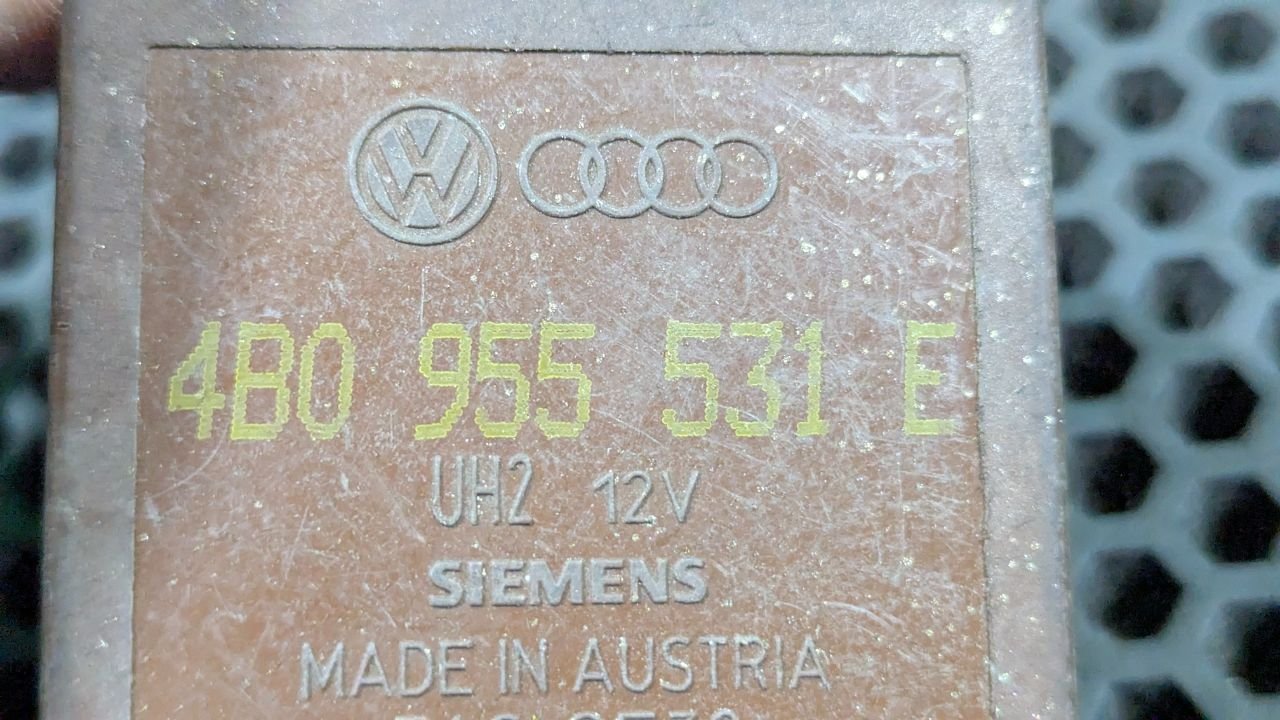 4B0 955 531 E
UH2 12V
SIEMENS
MADE IN AUSTRIA